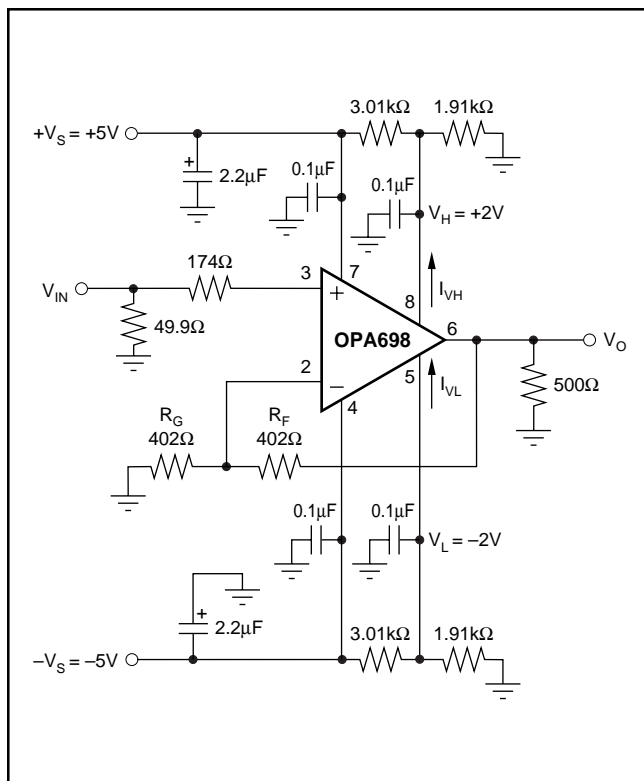 3.01kΩ
1.91kΩ
+V_S = +5V
2.2µF
+
0.1µF
0.1µF
V_H = +2V
174Ω
3
7
V_IN
+
8
I_VH
49.9Ω
OPA698
6
V_O
2
−
5
I_VL
500Ω
4
R_G
402Ω
R_F
402Ω
0.1µF
0.1µF
V_L = –2V
+
2.2µF
3.01kΩ
1.91kΩ
–V_S = –5V